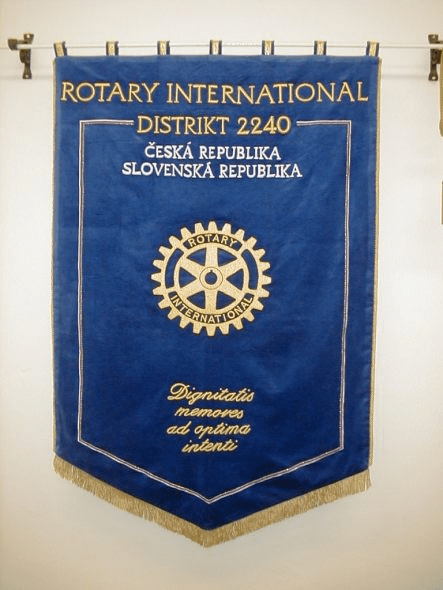 ROTARY INTERNATIONAL
DISTRIKT 2240
ČESKÁ REPUBLIKA
SLOVENSKÁ REPUBLIKA
ROTARY
INTERNATIONAL
Dignitatis
memores
ad optima
intenti